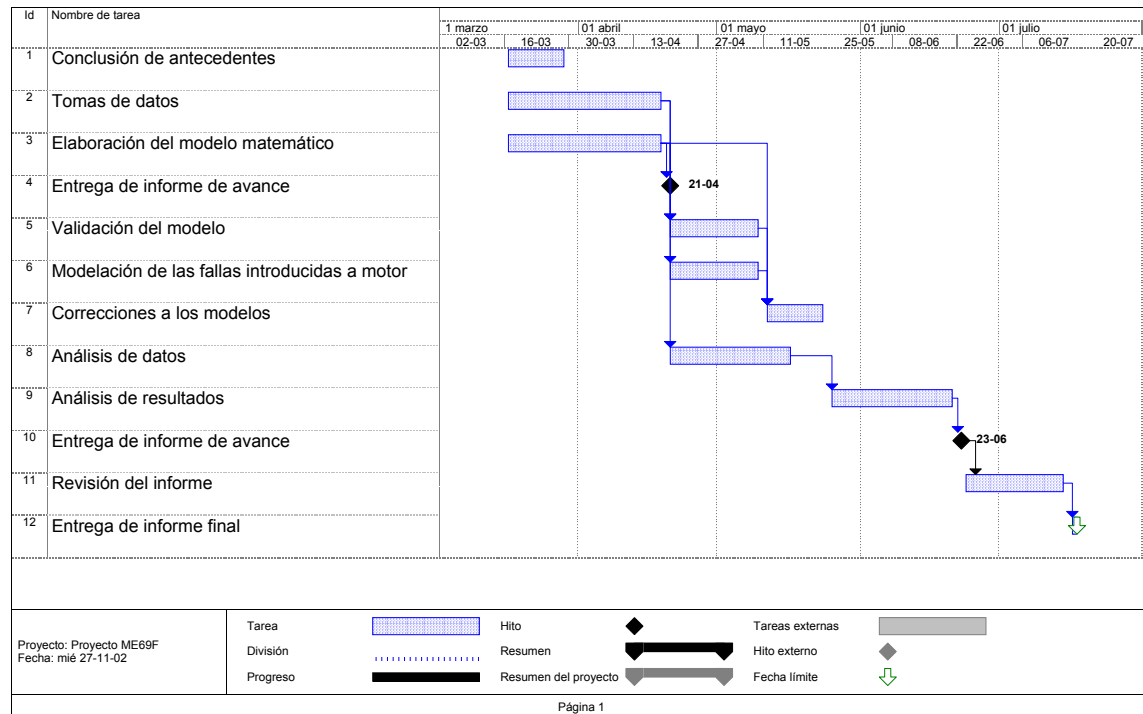 Id Nombre de tarea
1 marzo 01 abril 01 mayo 01 junio 01 julio
02-03 16-03 30-03 13-04 27-04 11-05 25-05 08-06 22-06 06-07 20-07
1 Conclusión de antecedentes
2 Tomas de datos
3 Elaboración del modelo matemático
4 Entrega de informe de avance 21-04
5 Validación del modelo
6 Modelación de las fallas introducidas a motor
7 Correcciones a los modelos
8 Análisis de datos
9 Análisis de resultados
10 Entrega de informe de avance 23-06
11 Revisión del informe
12 Entrega de informe final
Proyecto: Proyecto ME69F
Fecha: mié 27-11-02
Tarea Hito Tareas externas
División Resumen Hito externo
Progreso Resumen del proyecto Fecha límite
Página 1